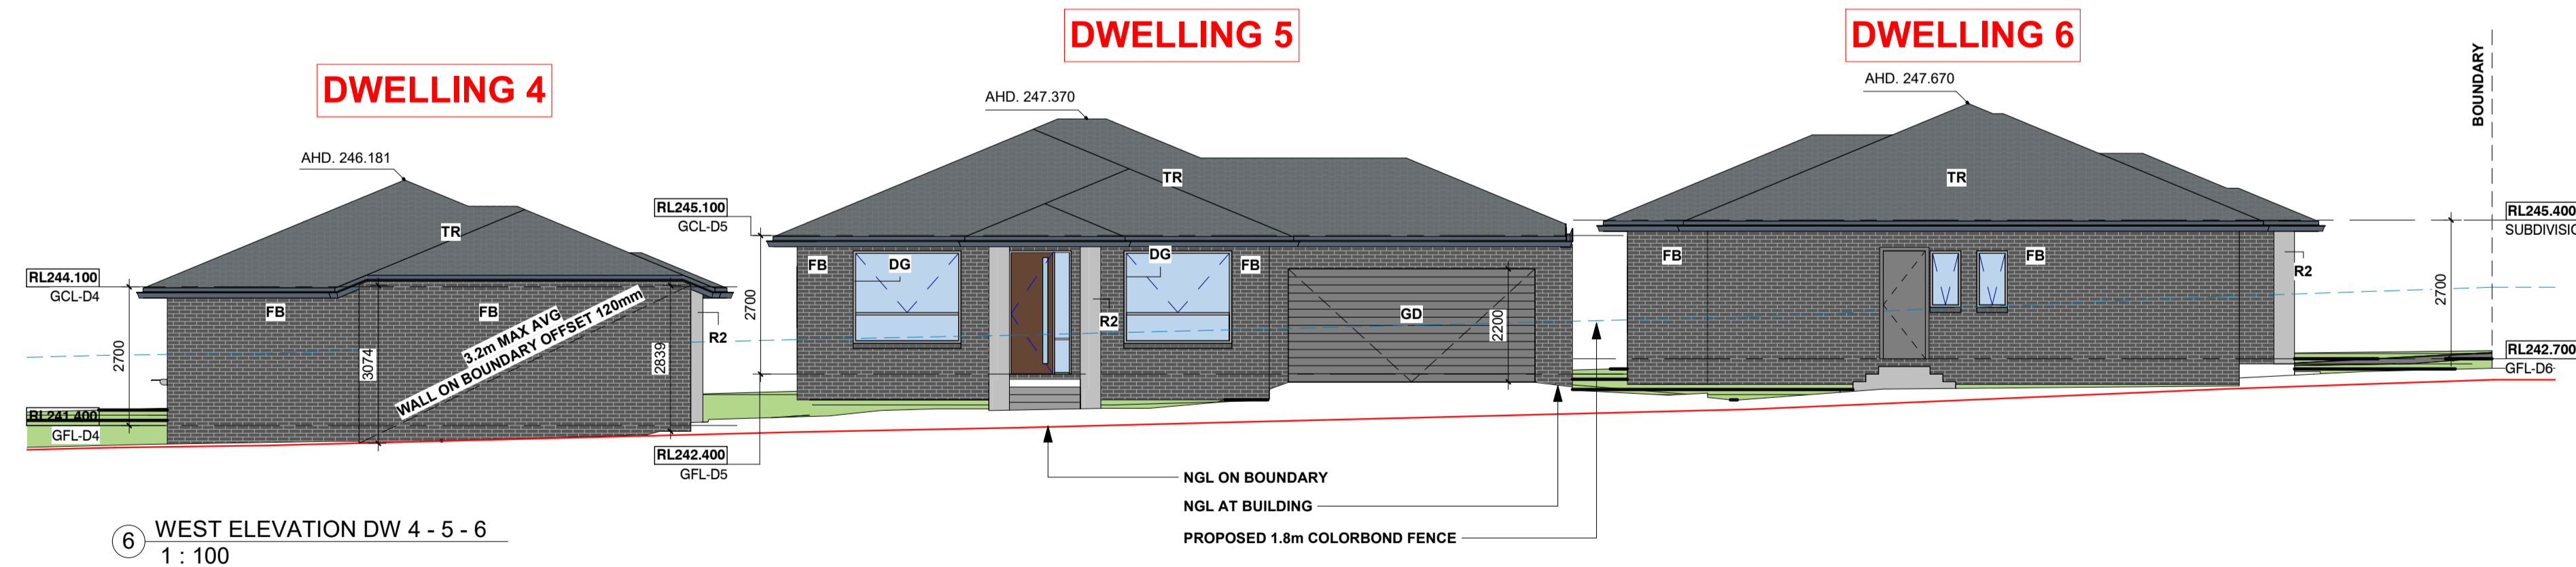 DWELLING 4
DWELLING 5
DWELLING 6
AHD. 246.181
AHD. 247.370
AHD. 247.670
BOUNDARY
TR
TR
TR
RL244.100
GCL-D4
RL245.100
GCL-D5
RL245.400
FB
FB
FB
DG
DG
FB
FB
FB
R2
R2
R2
GD
2700
3074
3.2m MAX AVG
WALL ON BOUNDARY OFFSET 120mm
2839
2700
2200
2700
RL241.400
GFL-D4
RL242.400
GFL-D5
RL242.700
GFL-D6
NGL ON BOUNDARY
NGL AT BUILDING
PROPOSED 1.8m COLORBOND FENCE
6 WEST ELEVATION DW 4 - 5 - 6
1 : 100